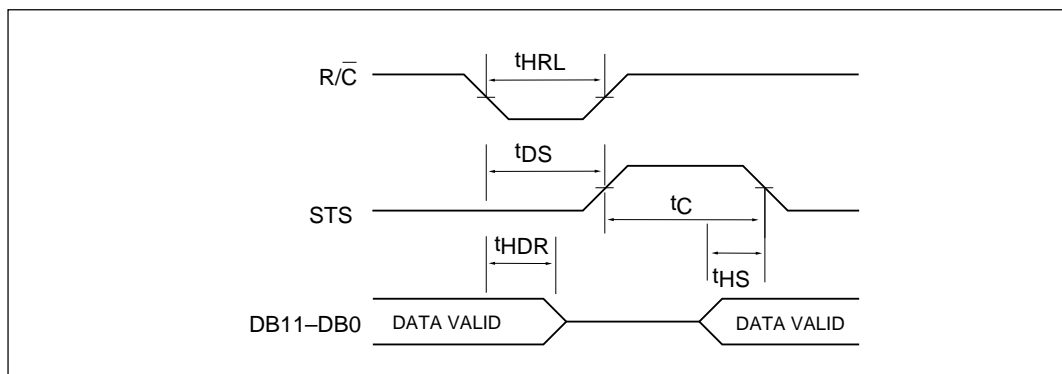 R/C̅
tHRL
tDS
STS
tC
tHDR
tHS
DB11–DB0
DATA VALID
DATA VALID